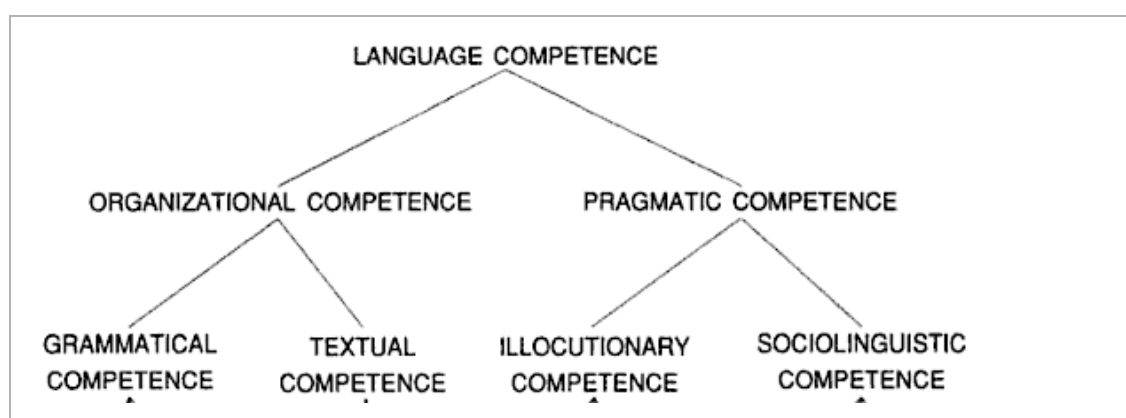 LANGUAGE COMPETENCE
ORGANIZATIONAL COMPETENCE
PRAGMATIC COMPETENCE
GRAMMATICAL
COMPETENCE
TEXTUAL
COMPETENCE
ILLOCUTIONARY
COMPETENCE
SOCIOLINGUISTIC
COMPETENCE